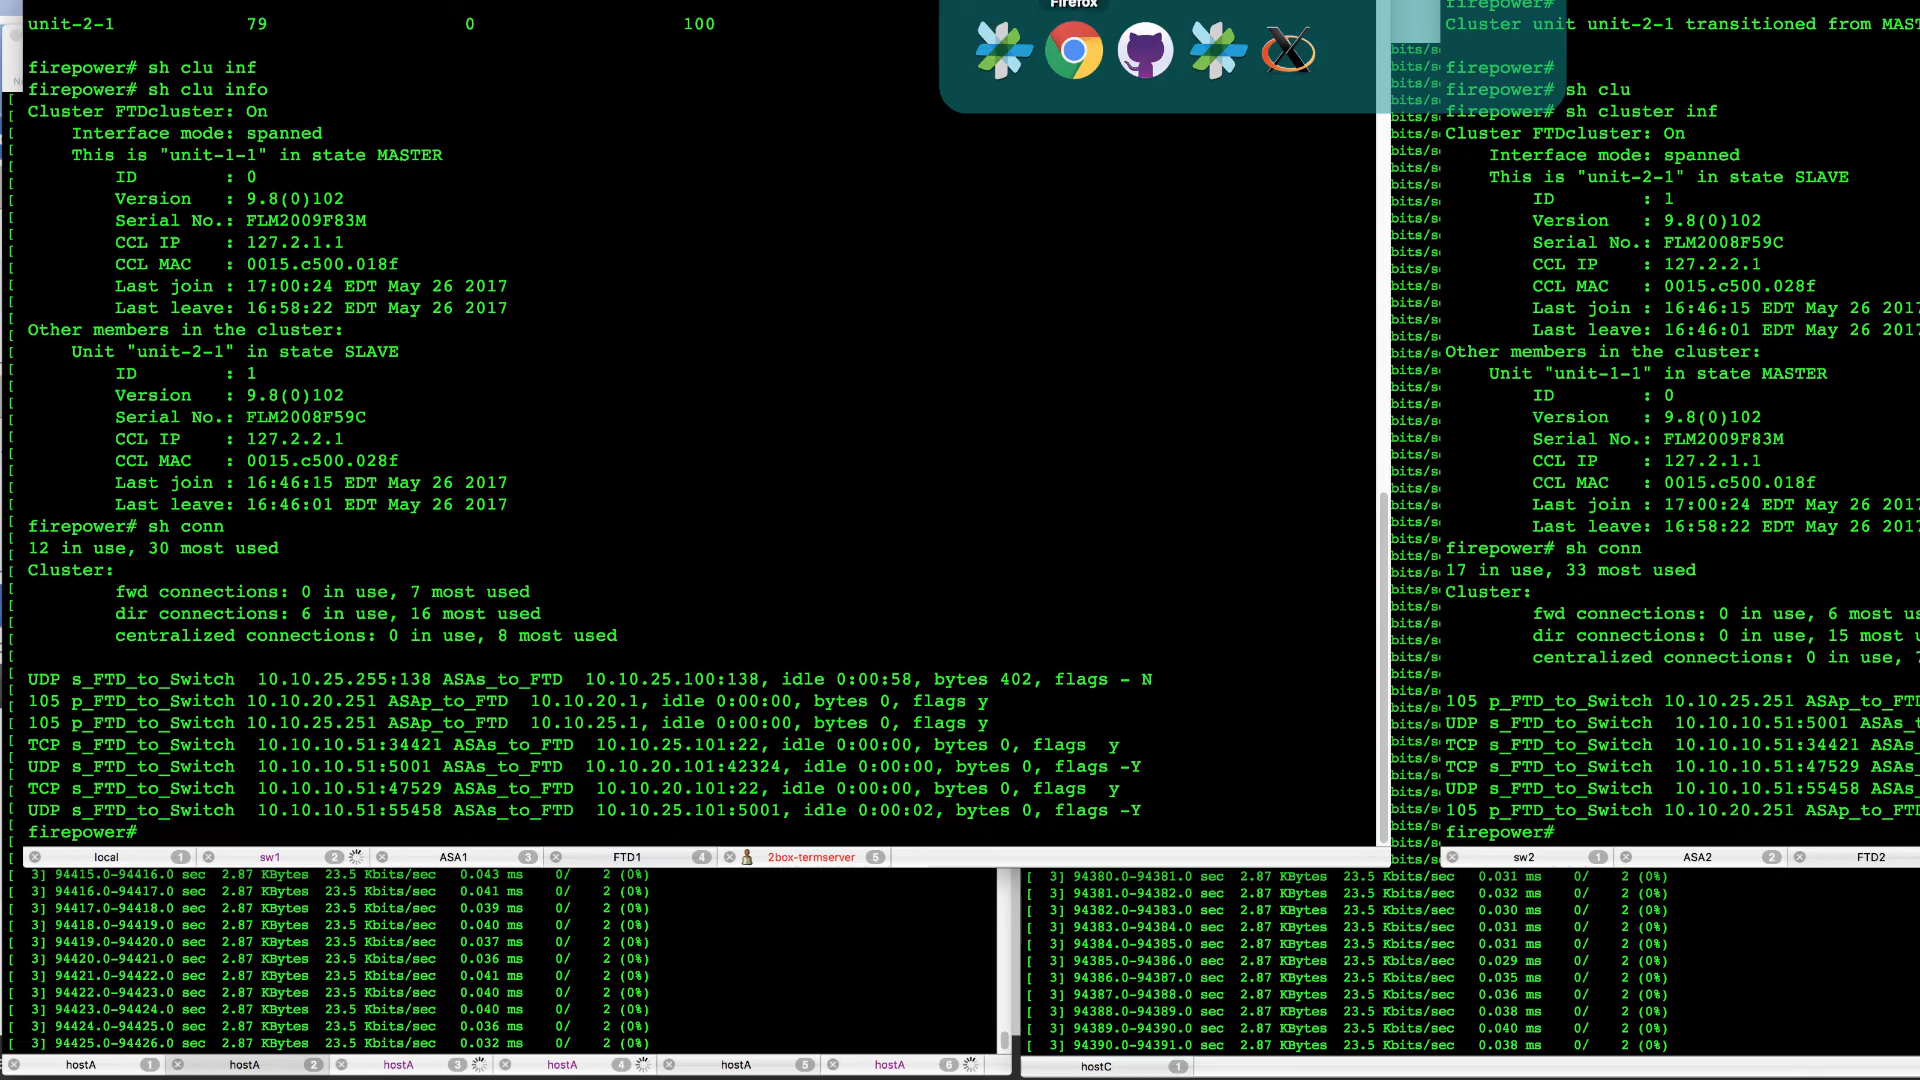 Firefox
unit-2-1 79 0 100
firepower# sh clu inf
firepower# sh clu info
Cluster FTDcluster: On
Interface mode: spanned
This is "unit-1-1" in state MASTER
ID : 0
Version : 9.8(0)102
Serial No.: FLM2009F83M
CCL IP : 127.2.1.1
CCL MAC : 0015.c500.018f
Last join : 17:00:24 EDT May 26 2017
Last leave: 16:58:22 EDT May 26 2017
Other members in the cluster:
Unit "unit-2-1" in state SLAVE
ID : 1
Version : 9.8(0)102
Serial No.: FLM2008F59C
CCL IP : 127.2.2.1
CCL MAC : 0015.c500.028f
Last join : 16:46:15 EDT May 26 2017
Last leave: 16:46:01 EDT May 26 2017
firepower# sh conn
12 in use, 30 most used
Cluster:
fwd connections: 0 in use, 7 most used
dir connections: 6 in use, 16 most used
centralized connections: 0 in use, 8 most used
UDP s_FTD_to_Switch 10.10.25.255:138 ASAs_to_FTD 10.10.25.100:138, idle 0:00:58, bytes 402, flags - N
105 p_FTD_to_Switch 10.10.20.251 ASAp_to_FTD 10.10.20.1, idle 0:00:00, bytes 0, flags y
105 p_FTD_to_Switch 10.10.25.251 ASAp_to_FTD 10.10.25.1, idle 0:00:00, bytes 0, flags y
TCP s_FTD_to_Switch 10.10.10.51:34421 ASAs_to_FTD 10.10.25.101:22, idle 0:00:00, bytes 0, flags y
UDP s_FTD_to_Switch 10.10.10.51:5001 ASAs_to_FTD 10.10.20.101:42324, idle 0:00:00, bytes 0, flags -Y
TCP s_FTD_to_Switch 10.10.10.51:47529 ASAs_to_FTD 10.10.20.101:22, idle 0:00:00, bytes 0, flags y
UDP s_FTD_to_Switch 10.10.10.51:55458 ASAs_to_FTD 10.10.25.101:5001, idle 0:00:02, bytes 0, flags -Y
firepower#
local 1 sw1 2 ASA1 3 FTD1 4 2box-termserver 5
firepower#
Cluster unit unit-2-1 transitioned from MAST
firepower#
firepower# sh clu
firepower# sh cluster inf
Cluster FTDcluster: On
Interface mode: spanned
This is "unit-2-1" in state SLAVE
ID : 1
Version : 9.8(0)102
Serial No.: FLM2008F59C
CCL IP : 127.2.2.1
CCL MAC : 0015.c500.028f
Last join : 16:46:15 EDT May 26 2017
Last leave: 16:46:01 EDT May 26 2017
Other members in the cluster:
Unit "unit-1-1" in state MASTER
ID : 0
Version : 9.8(0)102
Serial No.: FLM2009F83M
CCL IP : 127.2.1.1
CCL MAC : 0015.c500.018f
Last join : 17:00:24 EDT May 26 2017
Last leave: 16:58:22 EDT May 26 2017
firepower# sh conn
17 in use, 33 most used
Cluster:
fwd connections: 0 in use, 6 most us
dir connections: 0 in use, 15 most u
centralized connections: 0 in use, 7
105 p_FTD_to_Switch 10.10.25.251 ASAp_to_FT
UDP s_FTD_to_Switch 10.10.10.51:5001 ASAs_t
TCP s_FTD_to_Switch 10.10.10.51:34421 ASAs_
TCP s_FTD_to_Switch 10.10.10.51:47529 ASAs_
UDP s_FTD_to_Switch 10.10.10.51:55458 ASAs_
105 p_FTD_to_Switch 10.10.20.251 ASAp_to_FT
firepower#
sw2 1 ASA2 2 FTD2
[ 3] 94415.0-94416.0 sec 2.87 KBytes 23.5 Kbits/sec 0.043 ms 0/ 2 (0%)
[ 3] 94416.0-94417.0 sec 2.87 KBytes 23.5 Kbits/sec 0.041 ms 0/ 2 (0%)
[ 3] 94417.0-94418.0 sec 2.87 KBytes 23.5 Kbits/sec 0.039 ms 0/ 2 (0%)
[ 3] 94418.0-94419.0 sec 2.87 KBytes 23.5 Kbits/sec 0.040 ms 0/ 2 (0%)
[ 3] 94419.0-94420.0 sec 2.87 KBytes 23.5 Kbits/sec 0.037 ms 0/ 2 (0%)
[ 3] 94420.0-94421.0 sec 2.87 KBytes 23.5 Kbits/sec 0.036 ms 0/ 2 (0%)
[ 3] 94421.0-94422.0 sec 2.87 KBytes 23.5 Kbits/sec 0.041 ms 0/ 2 (0%)
[ 3] 94422.0-94423.0 sec 2.87 KBytes 23.5 Kbits/sec 0.040 ms 0/ 2 (0%)
[ 3] 94423.0-94424.0 sec 2.87 KBytes 23.5 Kbits/sec 0.040 ms 0/ 2 (0%)
[ 3] 94424.0-94425.0 sec 2.87 KBytes 23.5 Kbits/sec 0.036 ms 0/ 2 (0%)
[ 3] 94425.0-94426.0 sec 2.87 KBytes 23.5 Kbits/sec 0.032 ms 0/ 2 (0%)
hostA 1 hostA 2 hostA 3 hostA 4 hostA 5 hostA 6
[ 3] 94380.0-94381.0 sec 2.87 KBytes 23.5 Kbits/sec 0.031 ms 0/ 2 (0%)
[ 3] 94381.0-94382.0 sec 2.87 KBytes 23.5 Kbits/sec 0.032 ms 0/ 2 (0%)
[ 3] 94382.0-94383.0 sec 2.87 KBytes 23.5 Kbits/sec 0.030 ms 0/ 2 (0%)
[ 3] 94383.0-94384.0 sec 2.87 KBytes 23.5 Kbits/sec 0.031 ms 0/ 2 (0%)
[ 3] 94384.0-94385.0 sec 2.87 KBytes 23.5 Kbits/sec 0.031 ms 0/ 2 (0%)
[ 3] 94385.0-94386.0 sec 2.87 KBytes 23.5 Kbits/sec 0.029 ms 0/ 2 (0%)
[ 3] 94386.0-94387.0 sec 2.87 KBytes 23.5 Kbits/sec 0.035 ms 0/ 2 (0%)
[ 3] 94387.0-94388.0 sec 2.87 KBytes 23.5 Kbits/sec 0.036 ms 0/ 2 (0%)
[ 3] 94388.0-94389.0 sec 2.87 KBytes 23.5 Kbits/sec 0.038 ms 0/ 2 (0%)
[ 3] 94389.0-94390.0 sec 2.87 KBytes 23.5 Kbits/sec 0.040 ms 0/ 2 (0%)
[ 3] 94390.0-94391.0 sec 2.87 KBytes 23.5 Kbits/sec 0.038 ms 0/ 2 (0%)
hostC 1